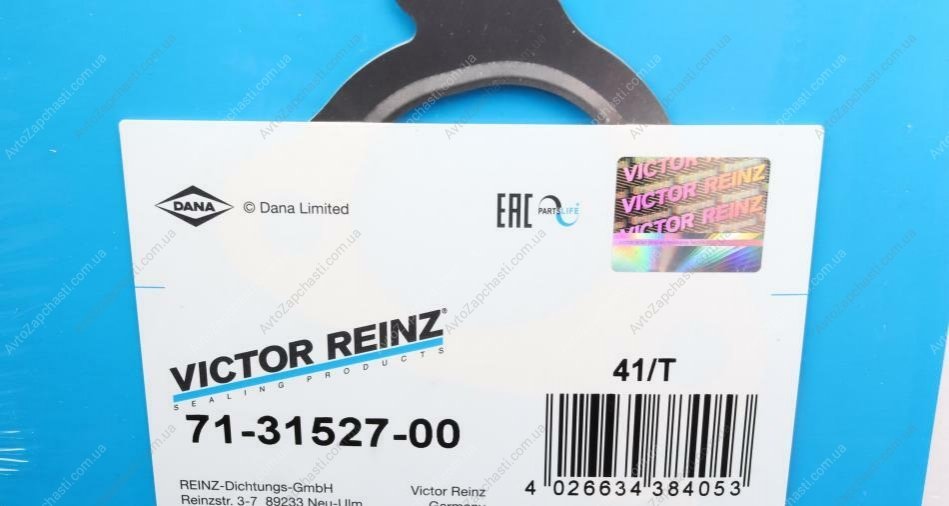 DANA
© Dana Limited
EAC
PARTSLIFE
VICTOR REINZ
VICTOR REINZ
VICTOR REINZ
VICTOR REINZ®
SEALING PRODUCTS
41/T
71-31527-00
4 026634 384053
REINZ-Dichtungs-GmbH
Reinzstr. 3-7 89233 Neu-Ulm
Victor Reinz
Germany
AvtoZapchasti.com.ua